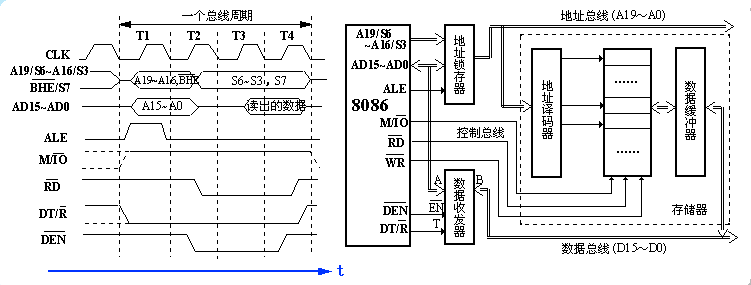 一个总线周期
T1 T2 T3 T4
CLK
A19/S6~A16/S3
BHE/S7
A19~A16,BHE
S6~S3, S7
AD15~AD0
A15~A0
读出的数据
ALE
M/IO
RD
DT/R
DEN
t
8086
A19/S6
~A16/S3
AD15~AD0
ALE
M/IO
RD
WR
DEN
DT/R
地址锁存器
地址总线 (A19~A0)
地址译码器
……
……
数据缓冲器
存储器
控制总线
A
B
EN
T
数据收发器
数据总线 (D15~D0)